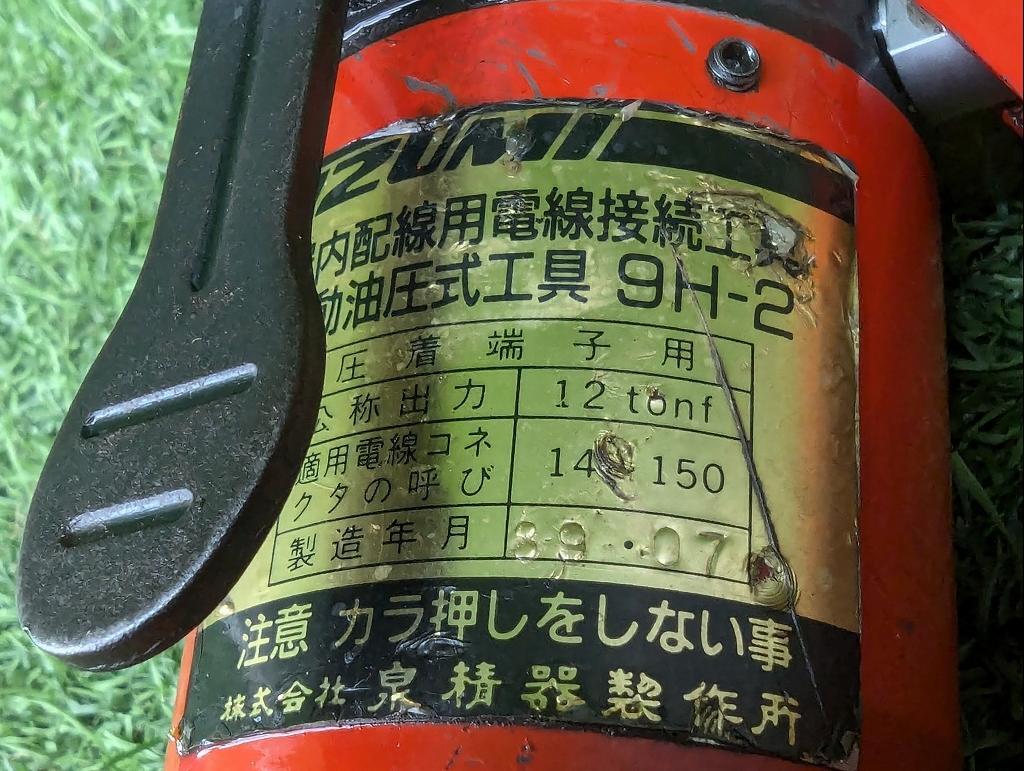 IZUMI
内配線用電線接続工具
動油圧式工具 9H-2
圧着端子用
公称出力 12 tonf
適用電線コネ
クタの呼び 14 150
製造年月 89・07
注意 カラ押しをしない事
株式会社 泉精器製作所